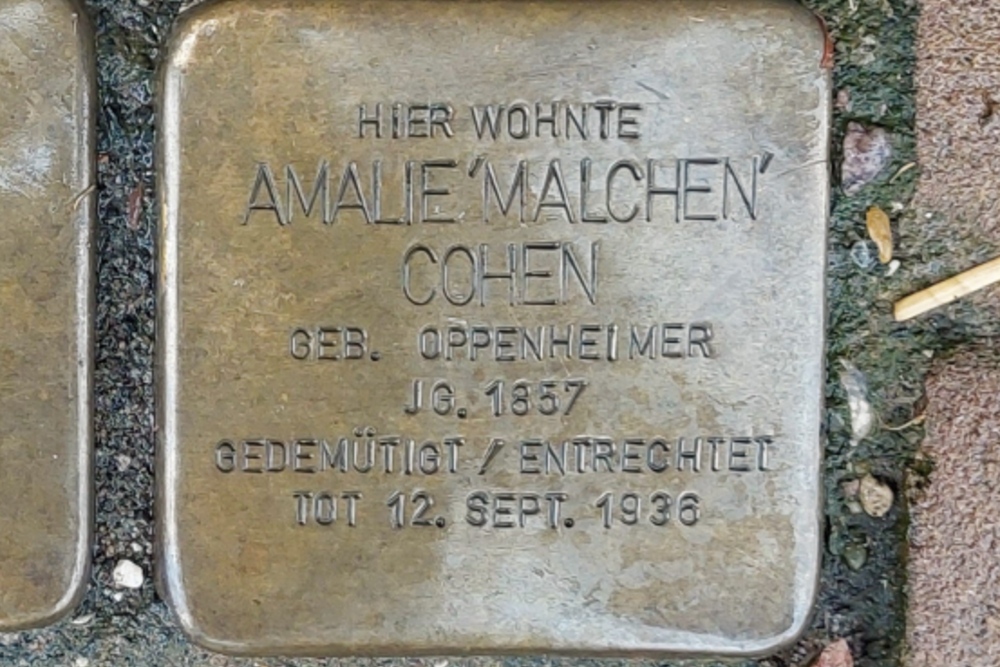 HIER WOHNTE
AMALIE 'MALCHEN'
COHEN
GEB. OPPENHEIMER
JG. 1857
GEDEMÜTIGT / ENTRECHTET
TOT 12. SEPT. 1936